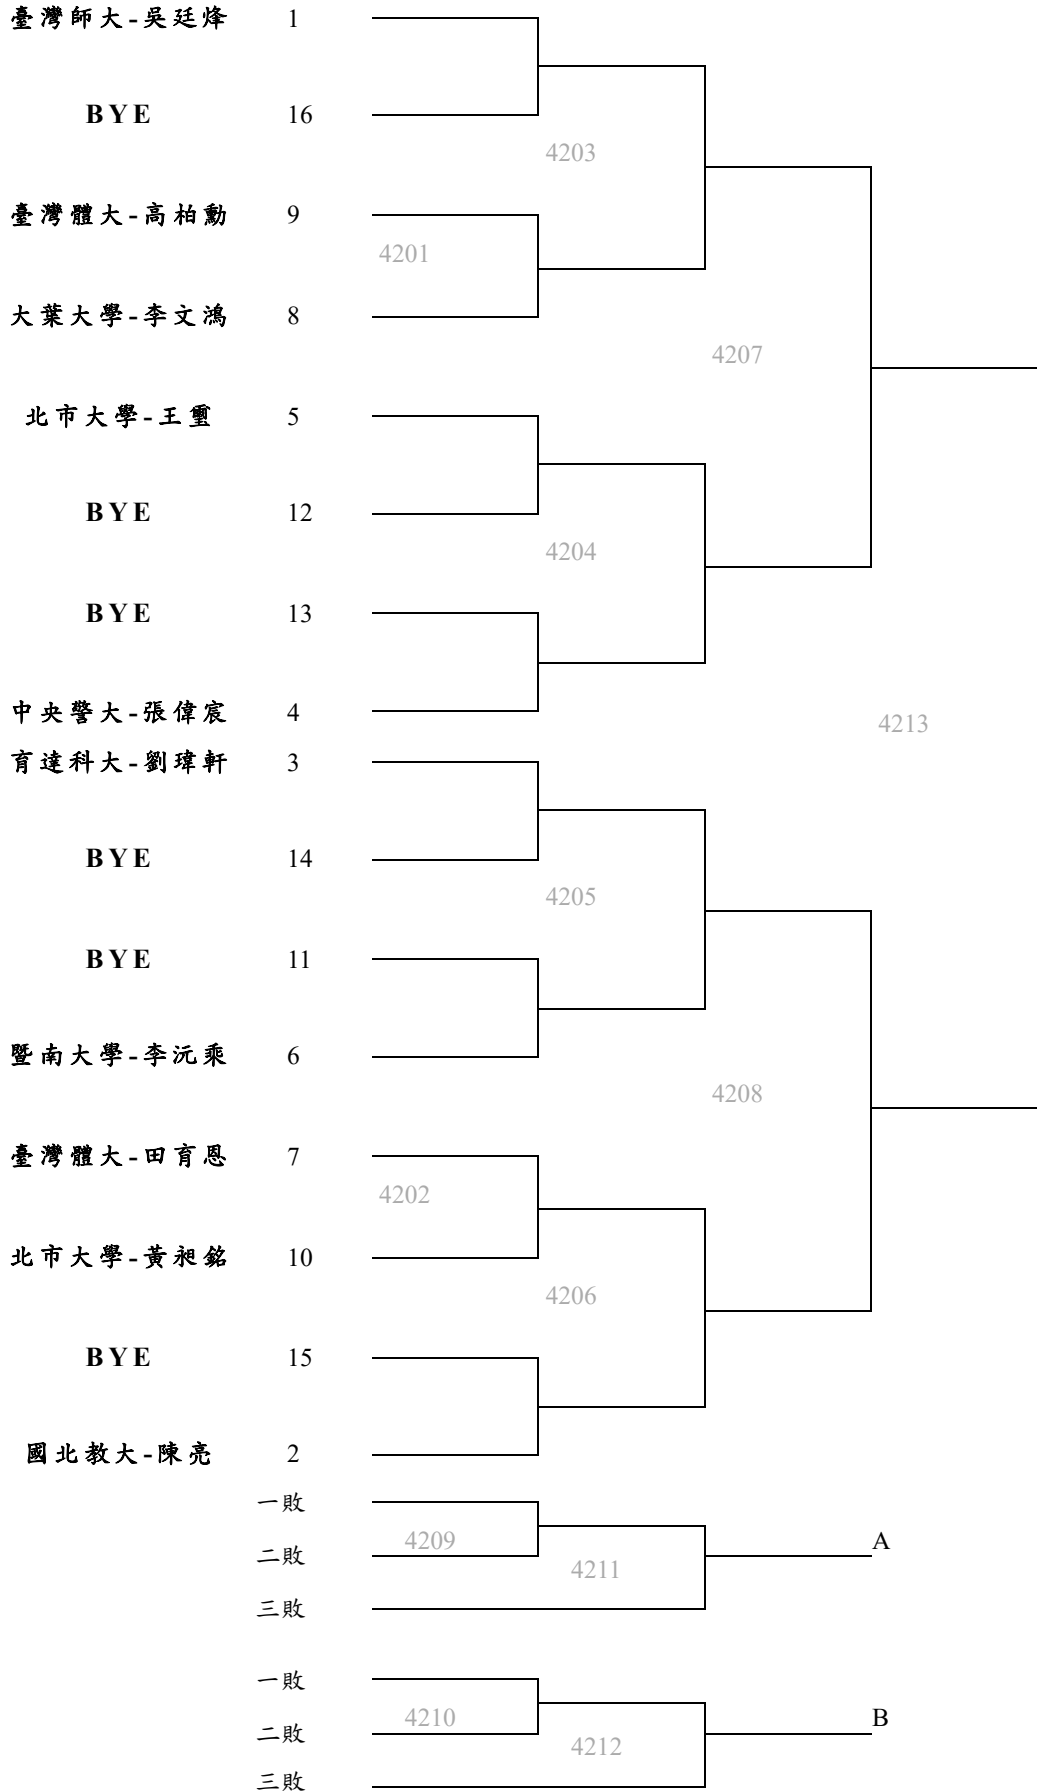 臺灣師大-吳廷烽 1
BYE 16
4203
臺灣體大-高柏勳 9
4201
大葉大學-李文鴻 8
4207
北市大學-王璽 5
BYE 12
4204
BYE 13
中央警大-張偉宸 4
4213
育達科大-劉瑋軒 3
BYE 14
4205
BYE 11
暨南大學-李沅乘 6
4208
臺灣體大-田育恩 7
4202
北市大學-黃昶銘 10
4206
BYE 15
國北教大-陳亮 2
一敗
4209
A
二敗
4211
三敗
一敗
4210
B
二敗
4212
三敗